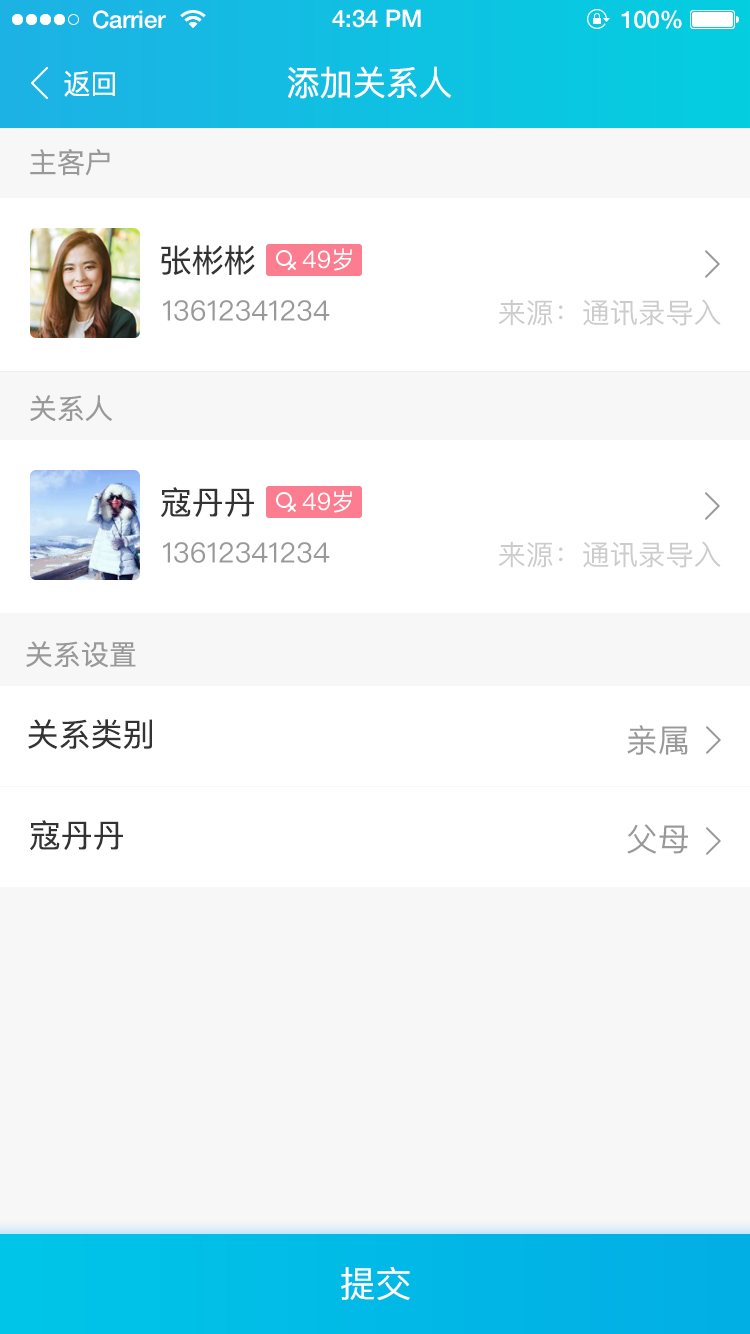 Carrier 4:34 PM 100%
返回 添加关系人
主客户
张彬彬 49岁
13612341234 来源：通讯录导入
关系人
寇丹丹 49岁
13612341234 来源：通讯录导入
关系设置
关系类别 亲属
寇丹丹 父母
提交